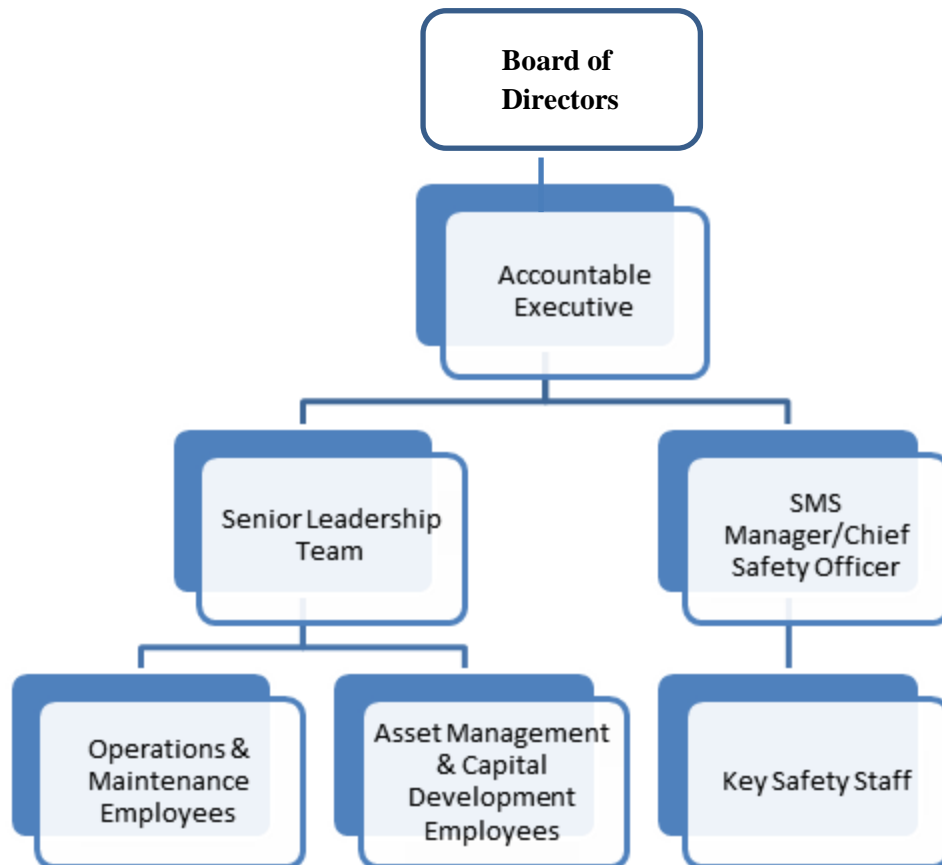 Board of
Directors
Accountable
Executive
Senior Leadership
Team
SMS
Manager/Chief
Safety Officer
Operations &
Maintenance
Employees
Asset Management
& Capital
Development
Employees
Key Safety Staff